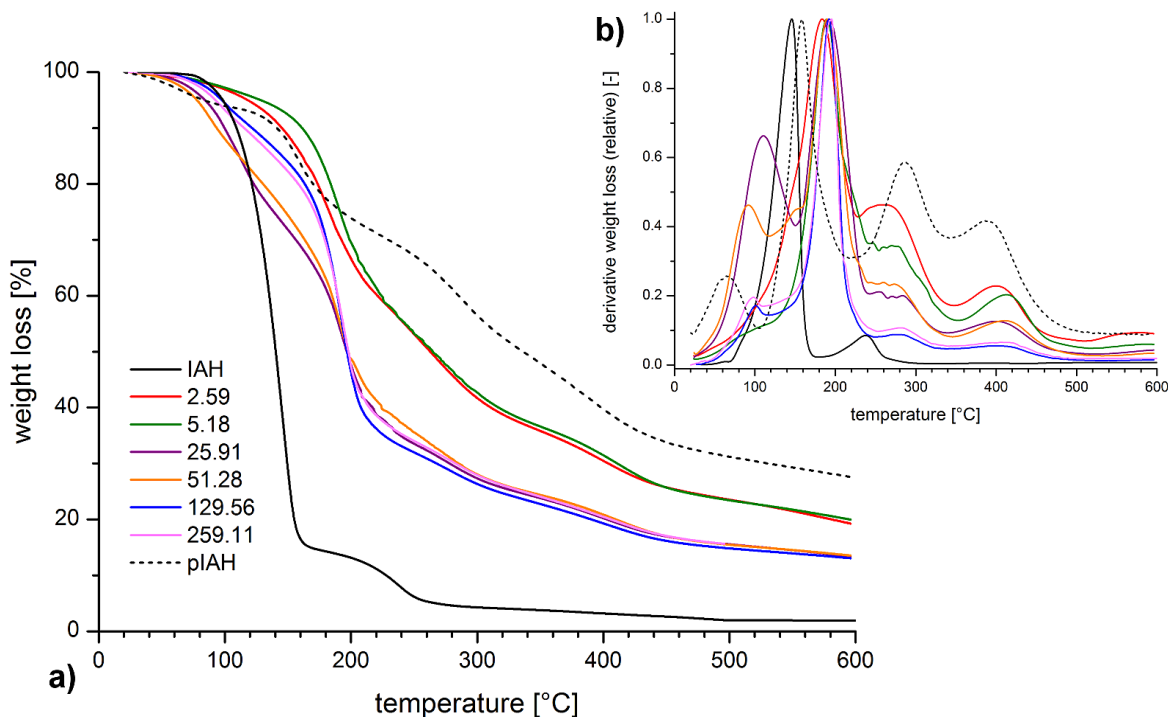 b)
1.0
0.8
0.6
0.4
0.2
0.0
derivative weight loss (relative) [-]
0 100 200 300 400 500 600
temperature [°C]
100
80
60
40
20
0
weight loss [%]
IAH
2.59
5.18
25.91
51.28
129.56
259.11
pIAH
0 100 200 300 400 500 600
a)
temperature [°C]